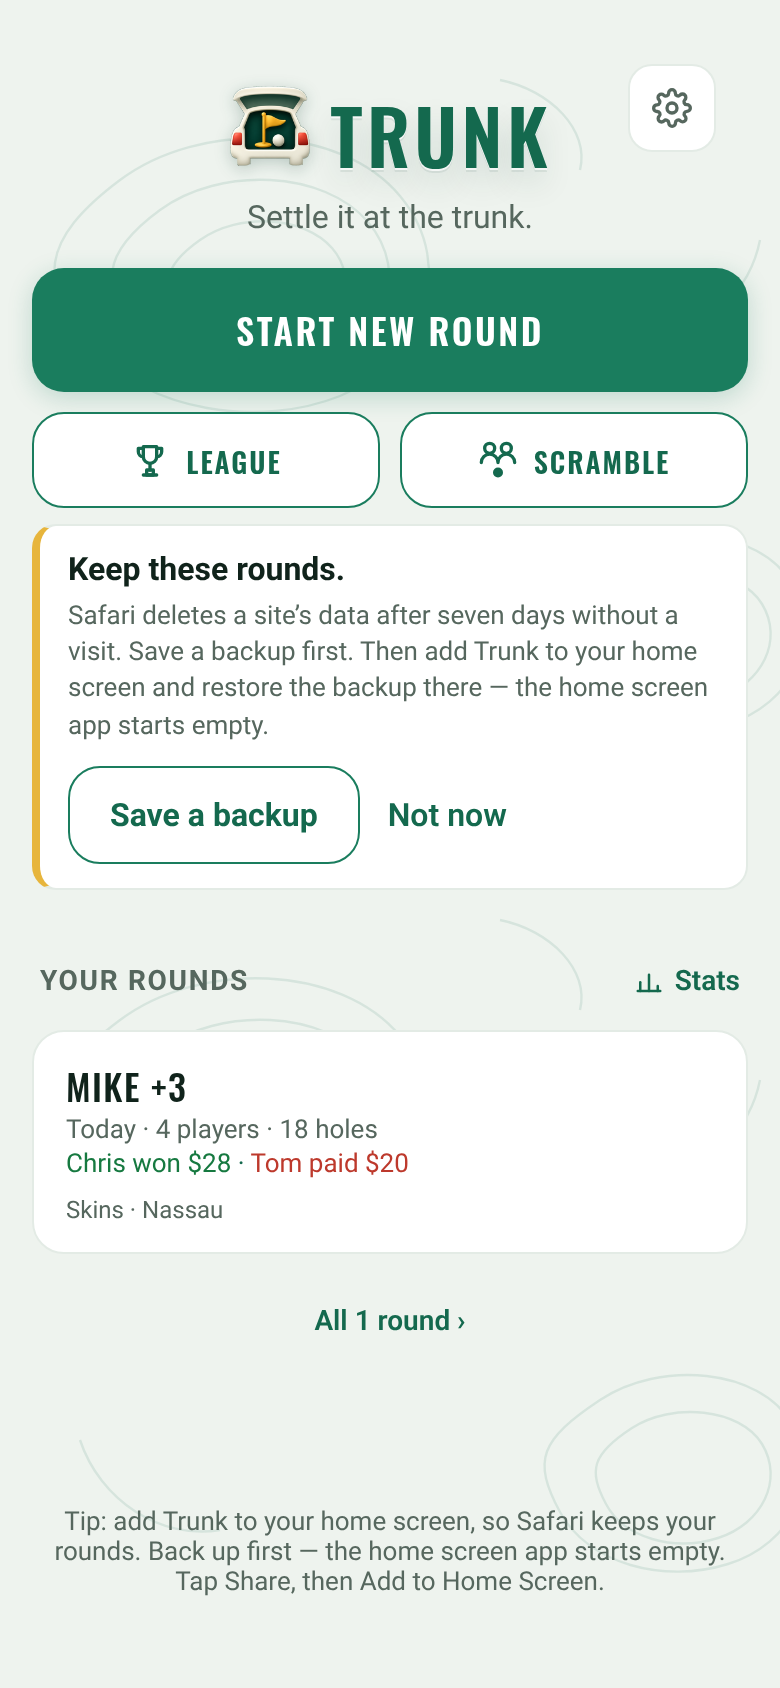 TRUNK
Settle it at the trunk.
START NEW ROUND
LEAGUE
SCRAMBLE
Keep these rounds.
Safari deletes a site’s data after seven days without a
visit. Save a backup first. Then add Trunk to your home
screen and restore the backup there — the home screen
app starts empty.
Save a backup
Not now
YOUR ROUNDS
Stats
MIKE +3
Today · 4 players · 18 holes
Chris won $28 · Tom paid $20
Skins · Nassau
All 1 round ›
Tip: add Trunk to your home screen, so Safari keeps your
rounds. Back up first — the home screen app starts empty.
Tap Share, then Add to Home Screen.